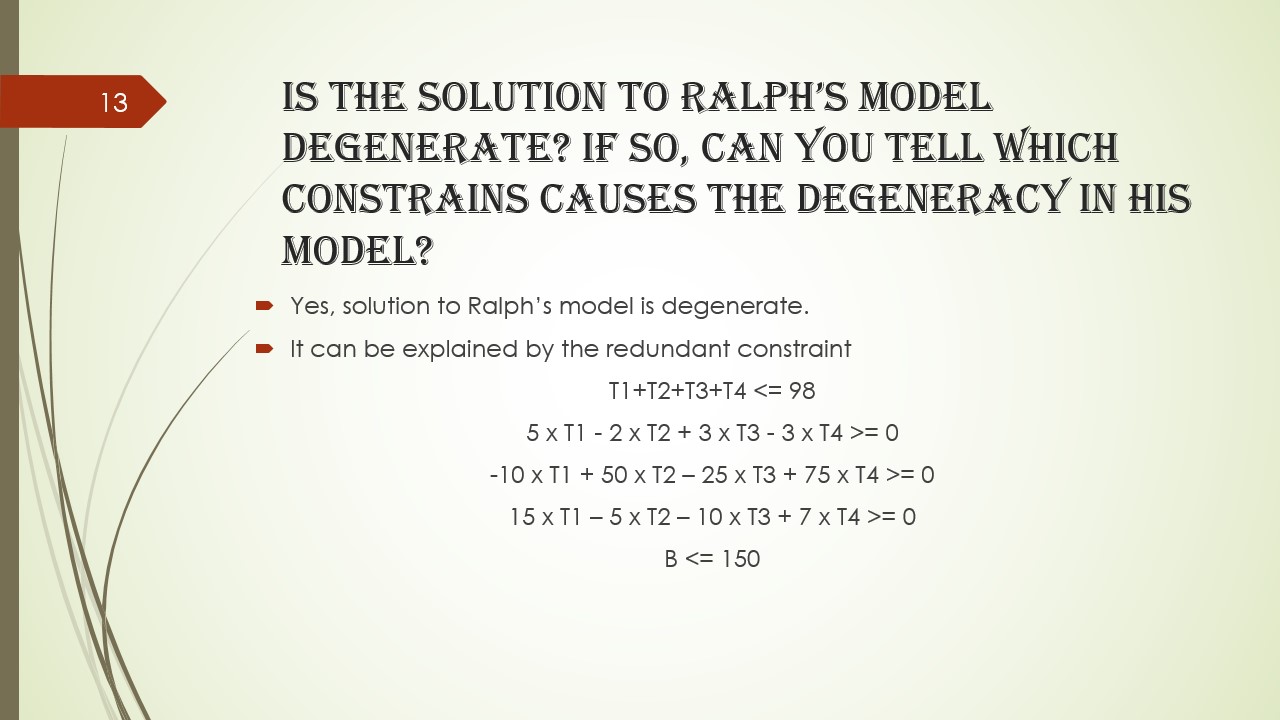 13
IS THE SOLUTION TO RALPH’S MODEL
DEGENERATE? IF SO, CAN YOU TELL WHICH
CONSTRAINS CAUSES THE DEGENERACY IN HIS
MODEL?
Yes, solution to Ralph’s model is degenerate.
It can be explained by the redundant constraint
T1+T2+T3+T4 <= 98
5 x T1 - 2 x T2 + 3 x T3 - 3 x T4 >= 0
-10 x T1 + 50 x T2 – 25 x T3 + 75 x T4 >= 0
15 x T1 – 5 x T2 – 10 x T3 + 7 x T4 >= 0
B <= 150